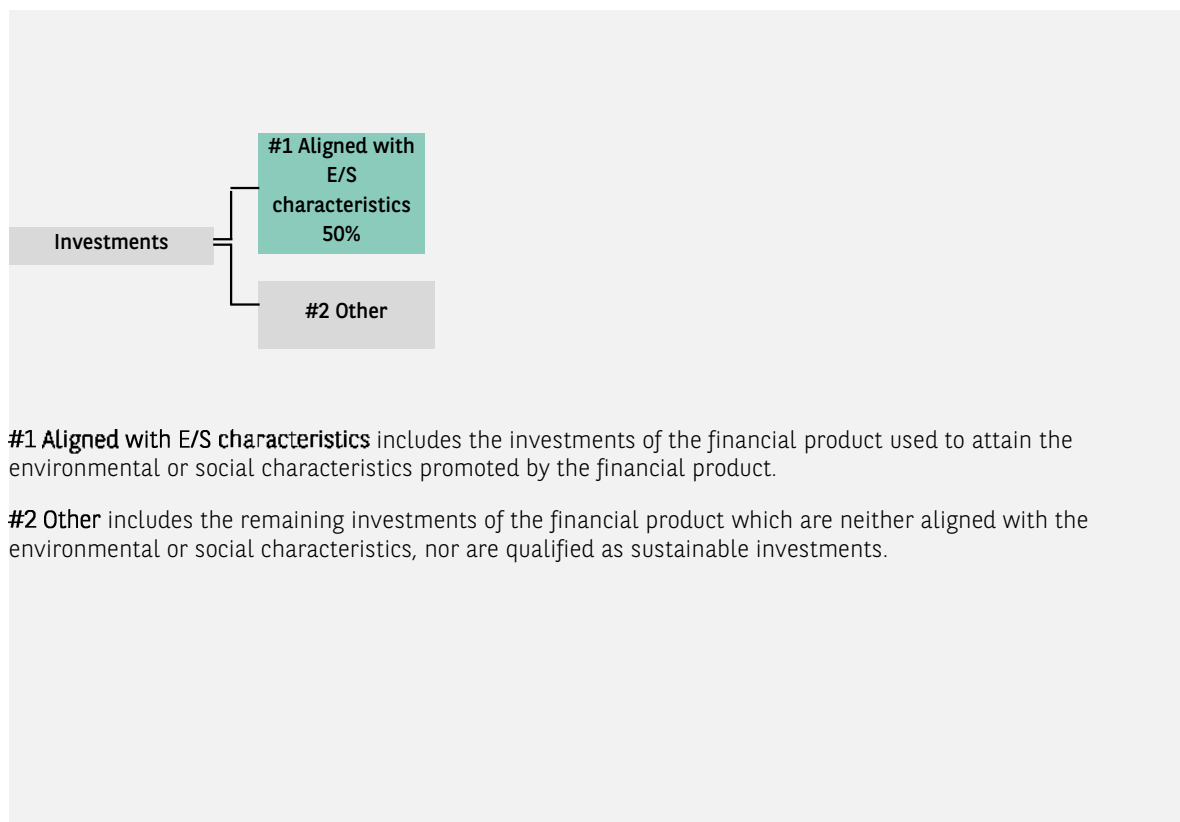 #1 Aligned with
E/S
characteristics
50%
Investments
#2 Other
#1 Aligned with E/S characteristics includes the investments of the financial product used to attain the
environmental or social characteristics promoted by the financial product.
#2 Other includes the remaining investments of the financial product which are neither aligned with the
environmental or social characteristics, nor are qualified as sustainable investments.